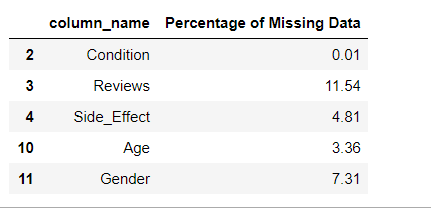 column_name Percentage of Missing Data
2 Condition 0.01
3 Reviews 11.54
4 Side_Effect 4.81
10 Age 3.36
11 Gender 7.31